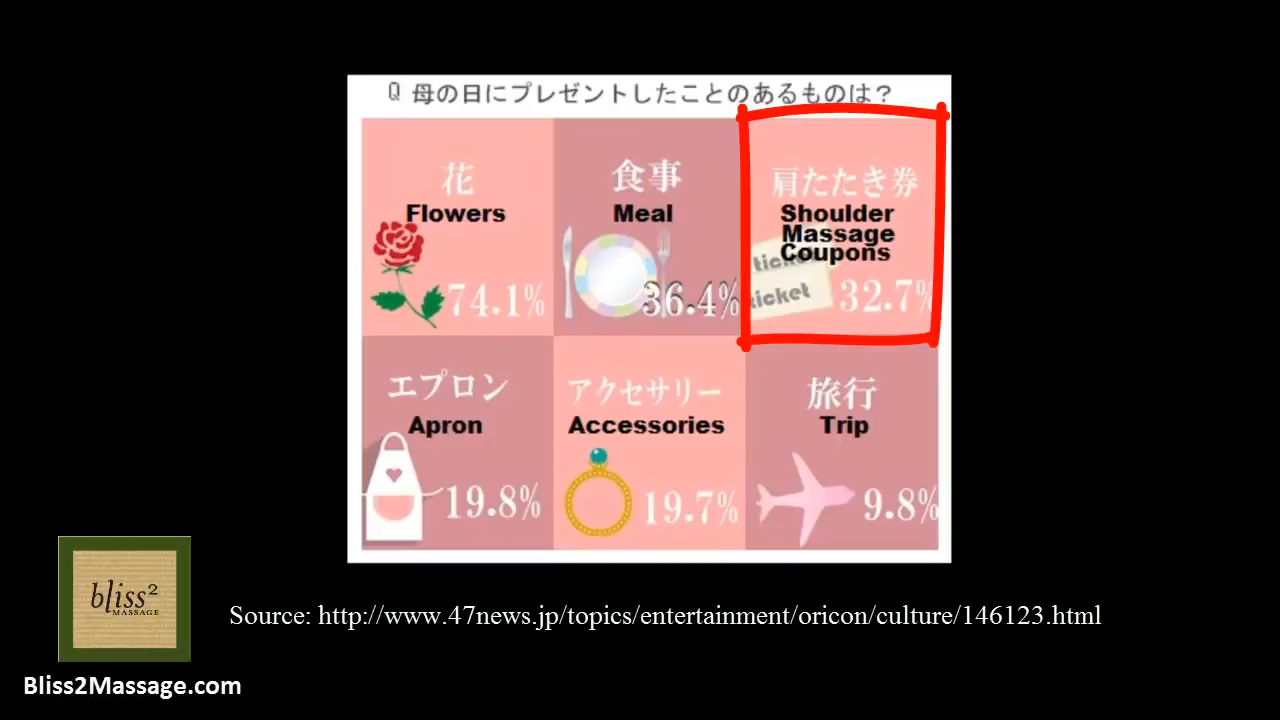 Q 母の日にプレゼントしたことのあるものは？
花
Flowers
74.1%
食事
Meal
36.4%
肩たたき券
Shoulder
Massage
Coupons
ticket
ticket
32.7%
エプロン
Apron
19.8%
アクセサリー
Accessories
19.7%
旅行
Trip
9.8%
bliss²
MASSAGE
Source: http://www.47news.jp/topics/entertainment/oricon/culture/146123.html
Bliss2Massage.com